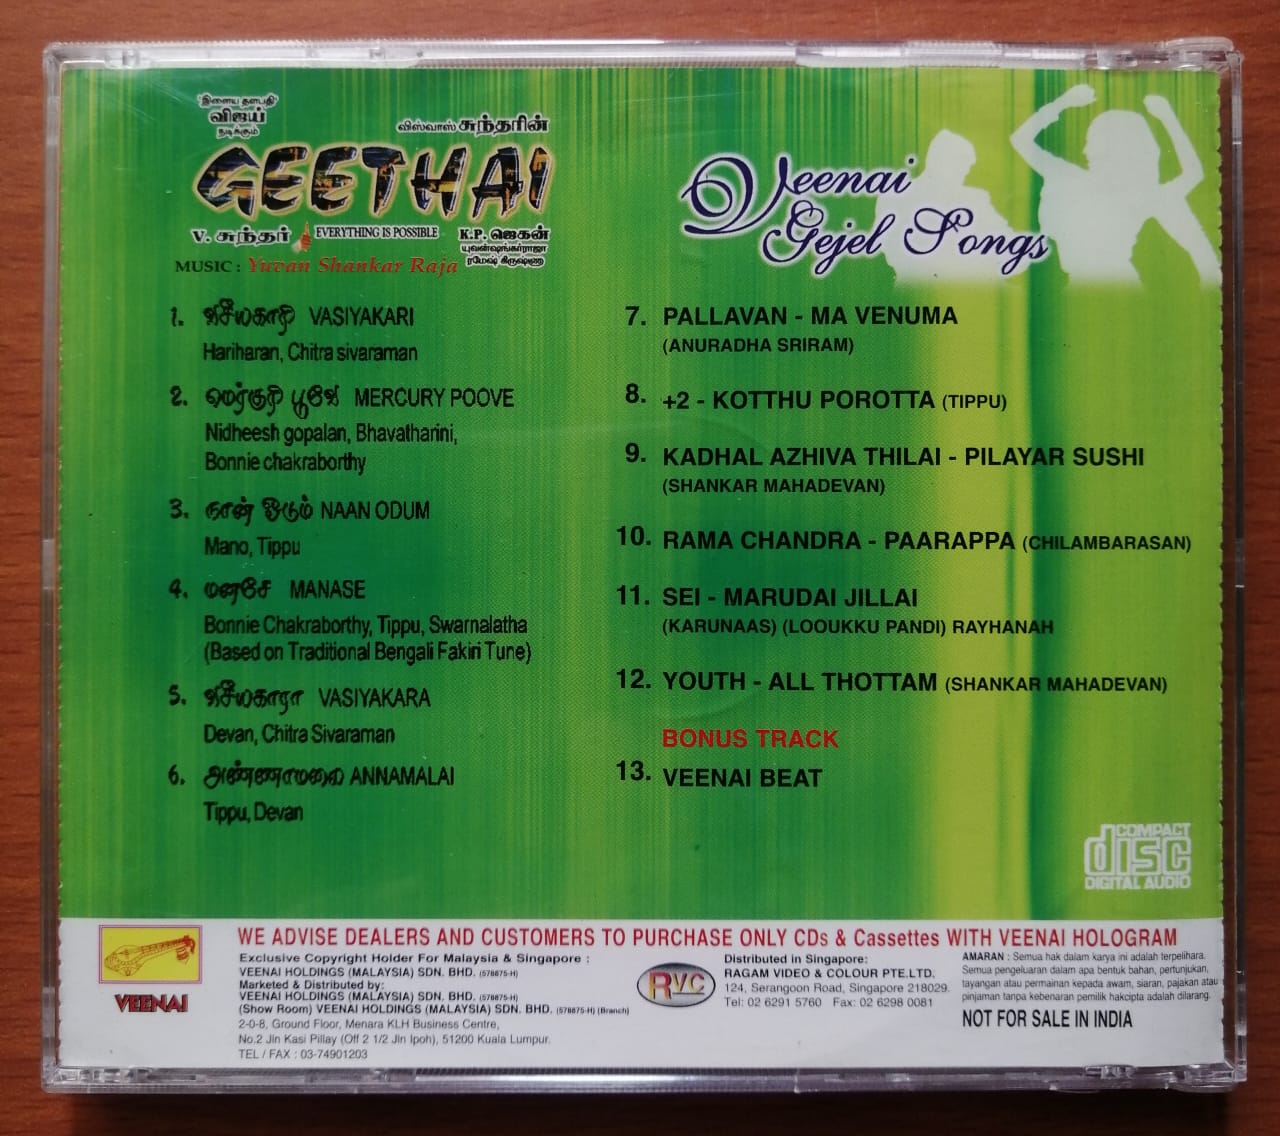 'இளைய தளபதி'
விஜய்
நடிக்கும்
விஸ்வாஸ் சுந்தரின்
GEETHAI
V. சுந்தர்
EVERYTHING IS POSSIBLE
K.P. ஜெகன்
யுவன்ஷங்கர்ராஜா
ரமேஷ் கிருஷ்ணா
MUSIC : Yuvan Shankar Raja
1. வசீயகாரி VASIYAKARI
Hariharan, Chitra sivaraman
2. மெர்குரி பூவே MERCURY POOVE
Nidheesh gopalan, Bhavatharini,
Bonnie chakraborthy
3. நான் ஓடும் NAAN ODUM
Mano, Tippu
4. மனசே MANASE
Bonnie Chakraborthy, Tippu, Swarnalatha
(Based on Traditional Bengali Fakiri Tune)
5. வசீயகாரா VASIYAKARA
Devan, Chitra Sivaraman
6. அண்ணாமலை ANNAMALAI
Tippu, Devan
Veenai
Gejel Songs
7. PALLAVAN - MA VENUMA
(ANURADHA SRIRAM)
8. +2 - KOTTHU POROTTA (TIPPU)
9. KADHAL AZHIVA THILAI - PILAYAR SUSHI
(SHANKAR MAHADEVAN)
10. RAMA CHANDRA - PAARAPPA (CHILAMBARASAN)
11. SEI - MARUDAI JILLAI
(KARUNAAS) (LOOUKKU PANDI) RAYHANAH
12. YOUTH - ALL THOTTAM (SHANKAR MAHADEVAN)
BONUS TRACK
13. VEENAI BEAT
COMPACT
disc
DIGITAL AUDIO
VEENAI
WE ADVISE DEALERS AND CUSTOMERS TO PURCHASE ONLY CDs & Cassettes WITH VEENAI HOLOGRAM
Exclusive Copyright Holder For Malaysia & Singapore :
VEENAI HOLDINGS (MALAYSIA) SDN. BHD. (578875-H)
Marketed & Distributed by:
VEENAI HOLDINGS (MALAYSIA) SDN. BHD. (578875-H)
(Show Room) VEENAI HOLDINGS (MALAYSIA) SDN. BHD. (578875-H) (Branch)
2-0-8, Ground Floor, Menara KLH Business Centre,
No.2 Jln Kasi Pillay (Off 2 1/2 Jln Ipoh), 51200 Kuala Lumpur.
TEL / FAX : 03-74901203
RVC
Distributed in Singapore:
RAGAM VIDEO & COLOUR PTE.LTD.
124, Serangoon Road, Singapore 218029.
Tel: 02 6291 5760 Fax: 02 6298 0081
AMARAN : Semua hak dalam karya ini adalah terpelihara.
Semua pengeluaran dalam apa bentuk bahan, pertunjukan,
tayangan atau permainan kepada awam, siaran, pajakan atau
pinjaman tanpa kebenaran pemilik hakcipta adalah dilarang.
NOT FOR SALE IN INDIA